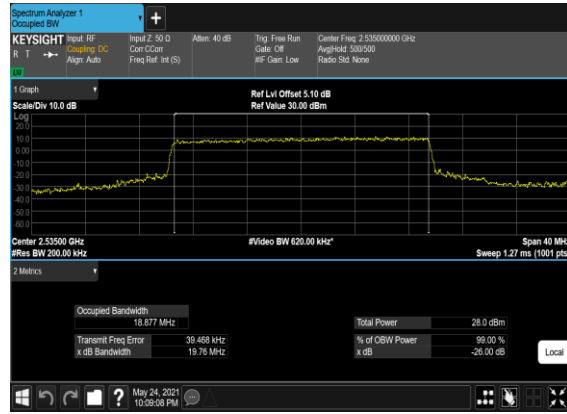 Spectrum Analyzer 1
Occupied BW
+
KEYSIGHT Input: RF Input Z: 50 Ω Atten: 40 dB Trig: Free Run Center Freq: 2.535000000 GHz
R T Coupling: DC Corr CCorr Gate: Off Avg|Hold: 500/500
Align: Auto Freq Ref: Int (S) #IF Gain: Low Radio Std: None
LW
1 Graph
Ref Lvl Offset 5.10 dB
Scale/Div 10.0 dB Ref Value 30.00 dBm
Log
20.0
10.0
0.00
-10.0
-20.0
-30.0
-40.0
-50.0
-60.0
Center 2.53500 GHz #Video BW 620.00 kHz* Span 40 MHz
#Res BW 200.00 kHz Sweep 1.27 ms (1001 pts
2 Metrics
Occupied Bandwidth
18.877 MHz Total Power 28.0 dBm
Transmit Freq Error 39.468 kHz % of OBW Power 99.00 %
x dB Bandwidth 19.76 MHz x dB -26.00 dB
Local
? May 24, 2021
10:09:08 PM